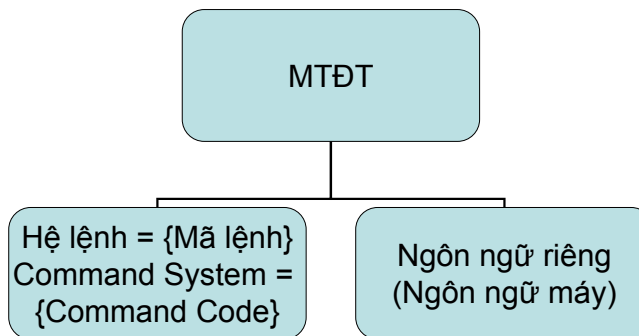 MTĐT
Hệ lệnh = {Mã lệnh}
Command System =
{Command Code}
Ngôn ngữ riêng
(Ngôn ngữ máy)